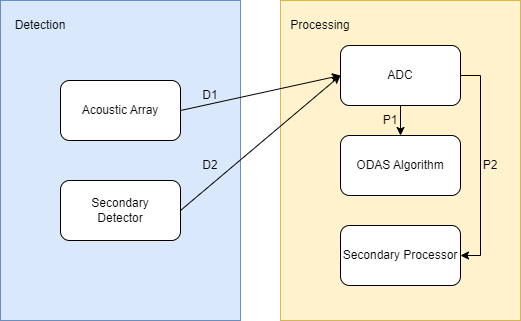 Detection
Processing
ADC
D1
Acoustic Array
P1
D2
ODAS Algorithm
P2
Secondary
Detector
Secondary Processor